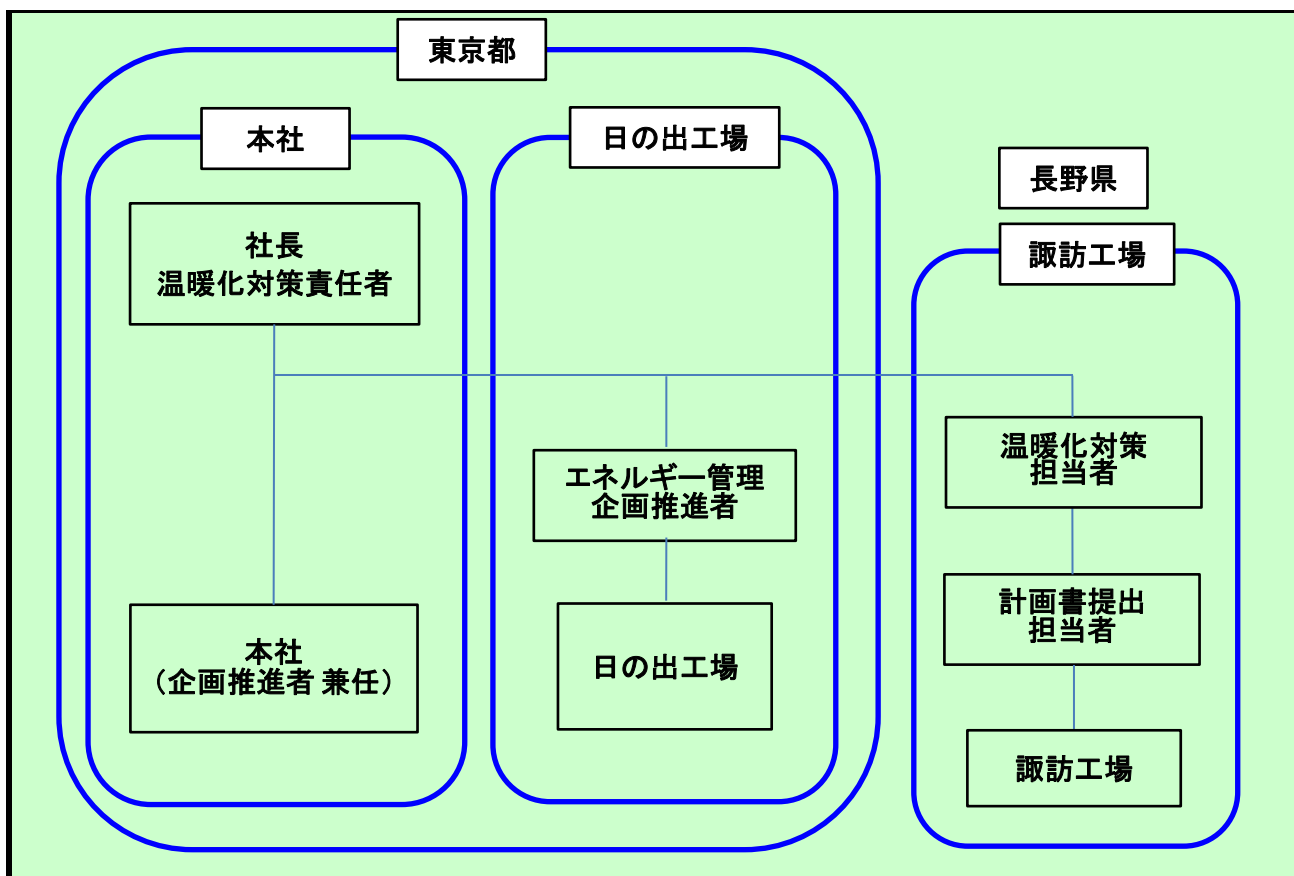 東京都
本社
社長
温暖化対策責任者
本社
（企画推進者 兼任）
日の出工場
エネルギー管理
企画推進者
日の出工場
長野県
諏訪工場
温暖化対策
担当者
計画書提出
担当者
諏訪工場